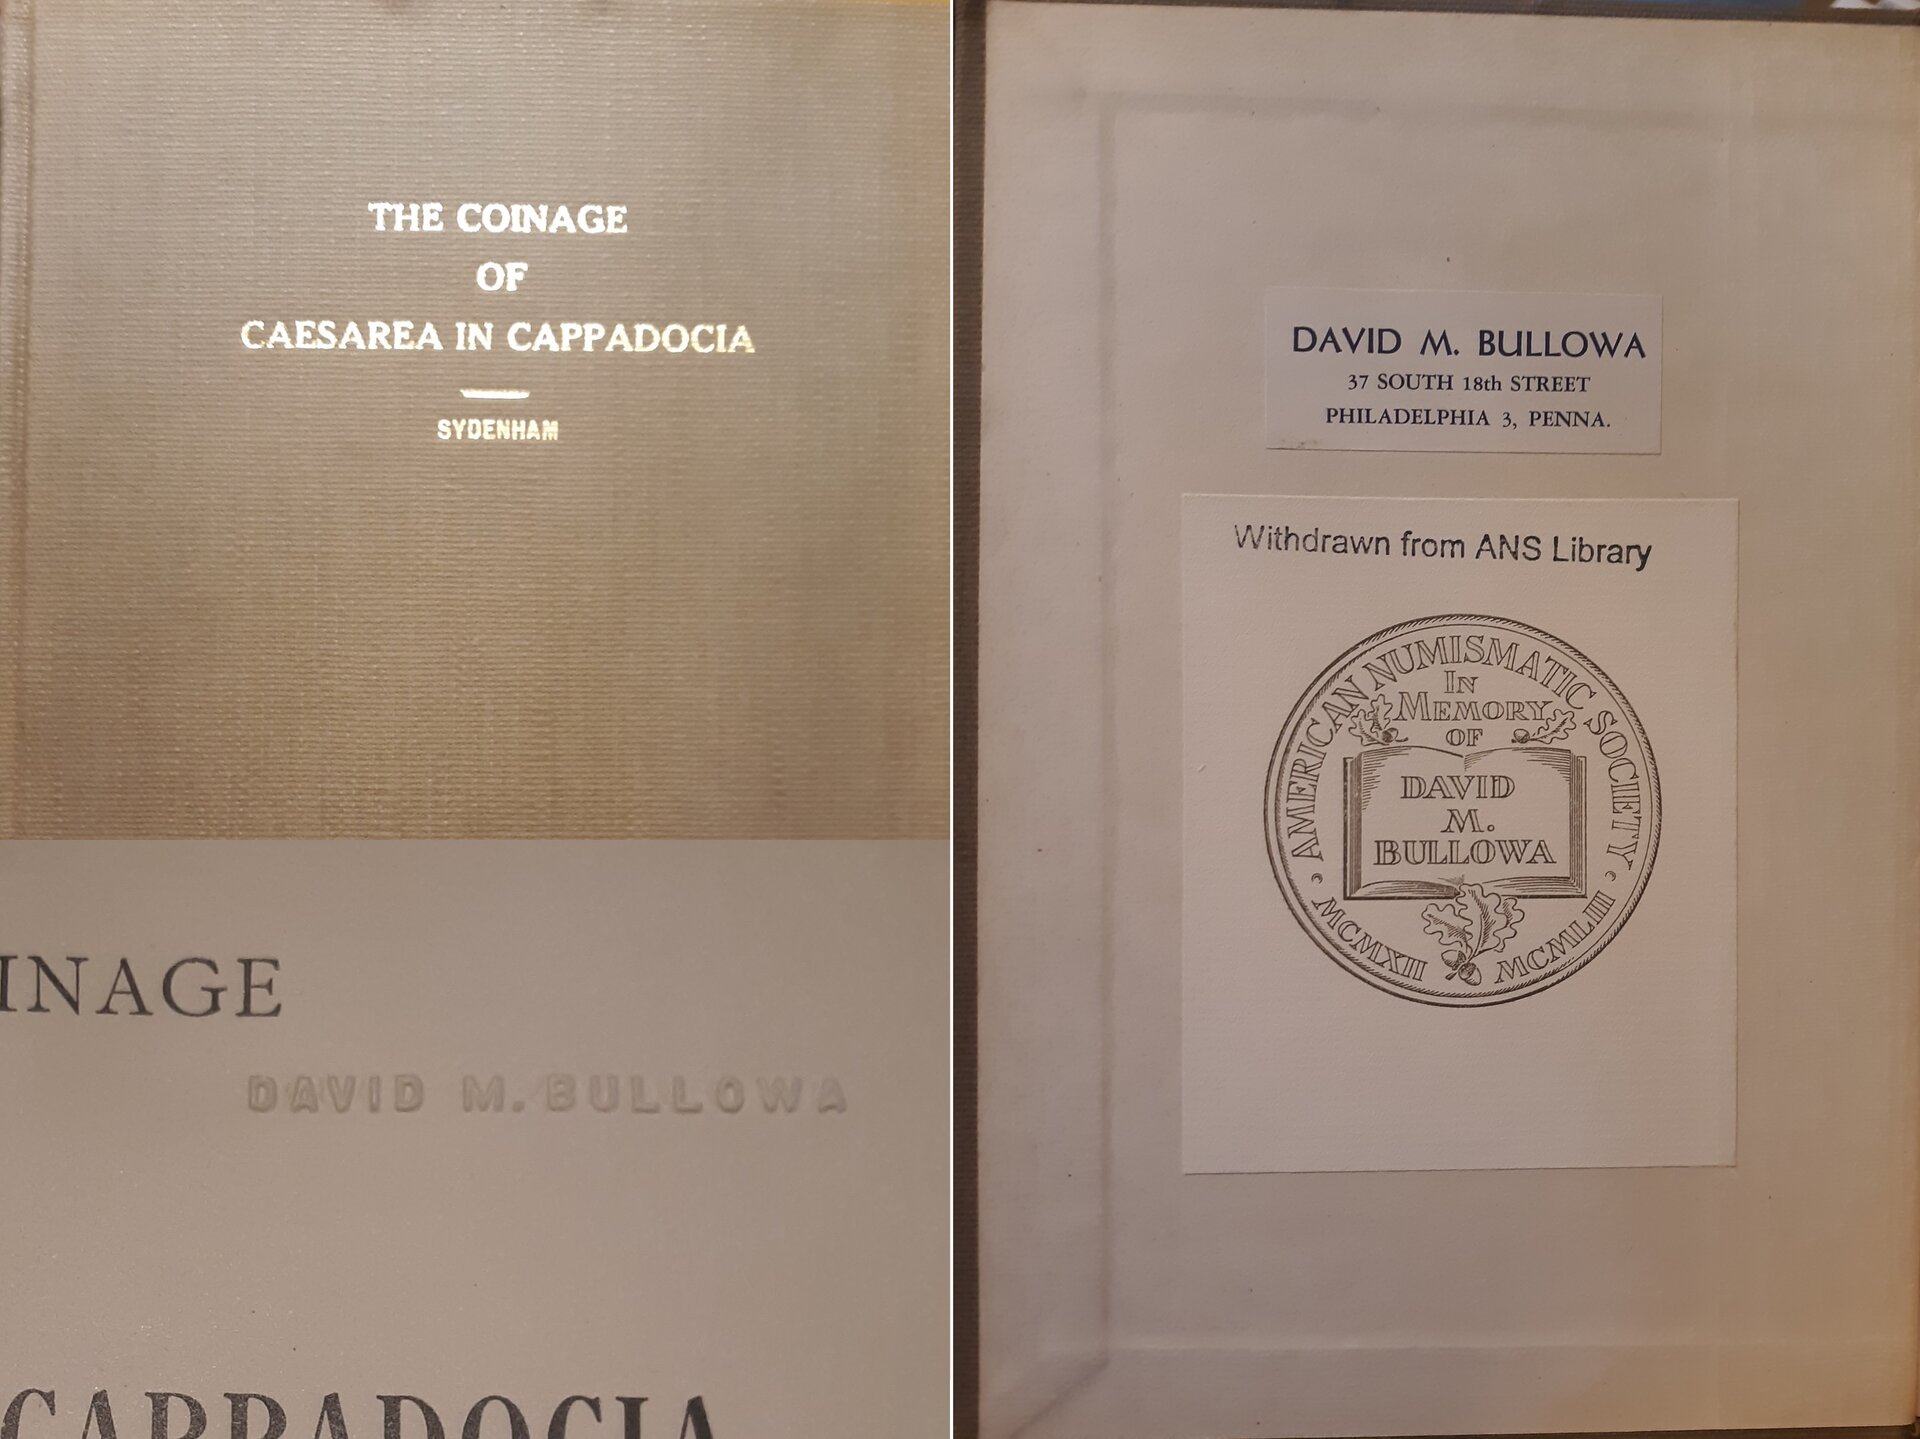 THE COINAGE
OF
CAESAREA IN CAPPADOCIA
SYDENHAM
INAGE
DAVID M. BULLOWA
CAPPADOCIA
DAVID M. BULLOWA
37 SOUTH 18th STREET
PHILADELPHIA 3, PENNA.
Withdrawn from ANS Library
AMERICAN NUMISMATIC SOCIETY
IN
MEMORY
OF
DAVID
M.
BULLOWA
MCMXII MCMLIII